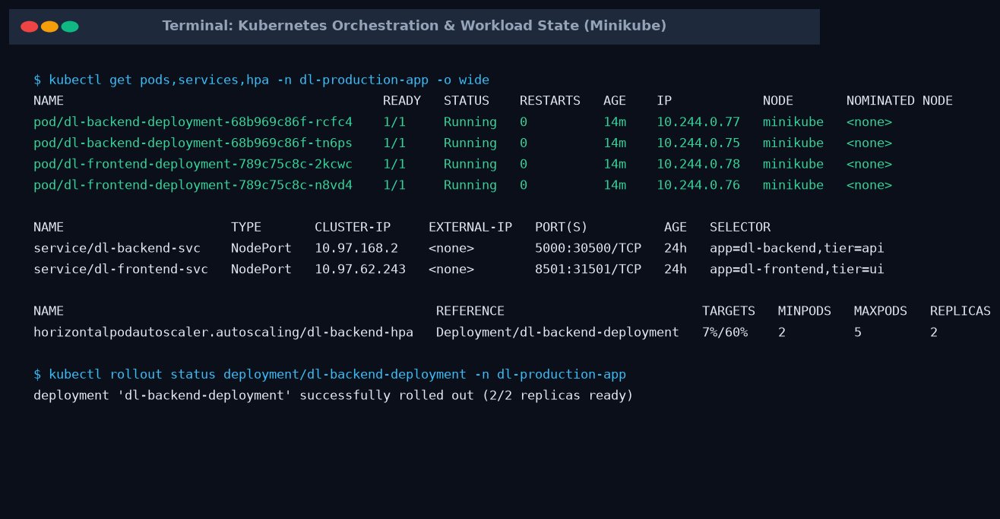 Terminal: Kubernetes Orchestration & Workload State (Minikube)
$ kubectl get pods,services,hpa -n dl-production-app -o wide
NAME                                          READY   STATUS    RESTARTS   AGE    IP            NODE       NOMINATED NODE
pod/dl-backend-deployment-68b969c86f-rcfc4    1/1     Running   0          14m    10.244.0.77   minikube   <none>
pod/dl-backend-deployment-68b969c86f-tn6ps    1/1     Running   0          14m    10.244.0.75   minikube   <none>
pod/dl-frontend-deployment-789c75c8c-2kcwc    1/1     Running   0          14m    10.244.0.78   minikube   <none>
pod/dl-frontend-deployment-789c75c8c-n8vd4    1/1     Running   0          14m    10.244.0.76   minikube   <none>
NAME                      TYPE       CLUSTER-IP     EXTERNAL-IP   PORT(S)          AGE   SELECTOR
service/dl-backend-svc    NodePort   10.97.168.2    <none>        5000:30500/TCP   24h   app=dl-backend,tier=api
service/dl-frontend-svc   NodePort   10.97.62.243   <none>        8501:31501/TCP   24h   app=dl-frontend,tier=ui
NAME                                                 REFERENCE                          TARGETS   MINPODS   MAXPODS   REPLICAS
horizontalpodautoscaler.autoscaling/dl-backend-hpa   Deployment/dl-backend-deployment   7%/60%    2         5         2
$ kubectl rollout status deployment/dl-backend-deployment -n dl-production-app
deployment 'dl-backend-deployment' successfully rolled out (2/2 replicas ready)